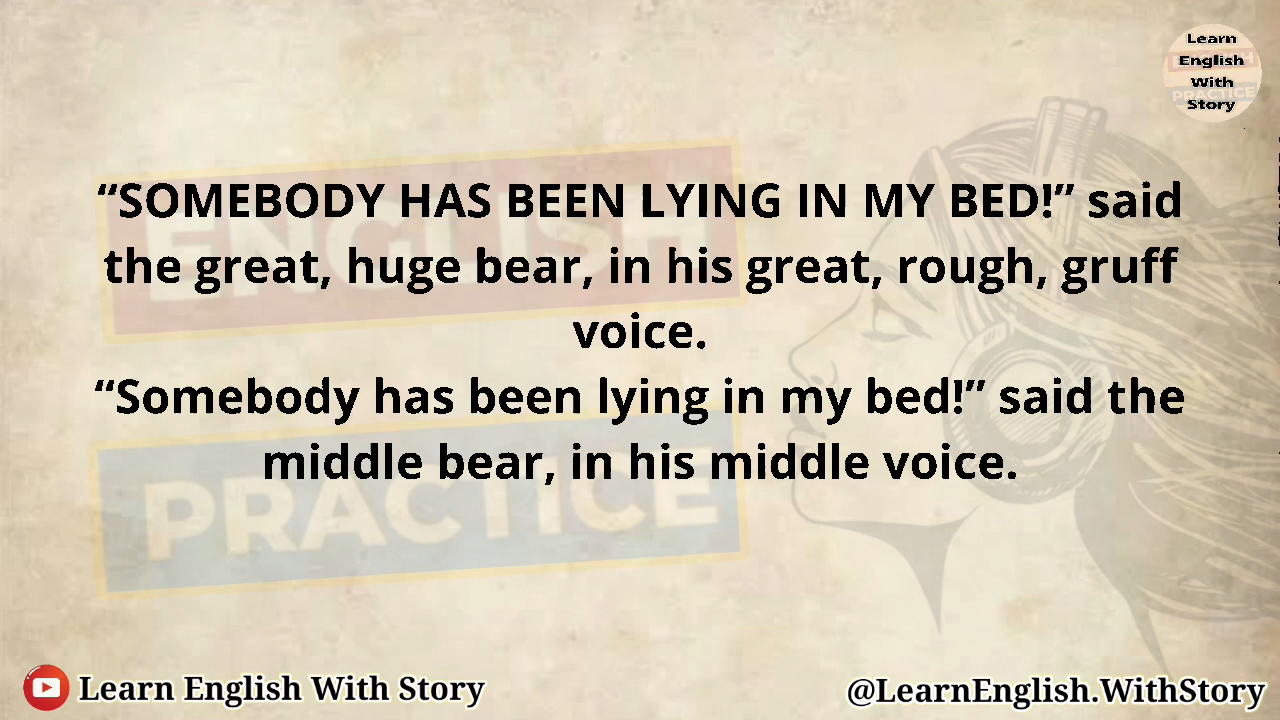 Learn
English
With
Story
“SOMEBODY HAS BEEN LYING IN MY BED!” said
the great, huge bear, in his great, rough, gruff
voice.
“Somebody has been lying in my bed!” said the
middle bear, in his middle voice.
ENGLISH
PRACTICE
Learn English With Story
@LearnEnglish.WithStory